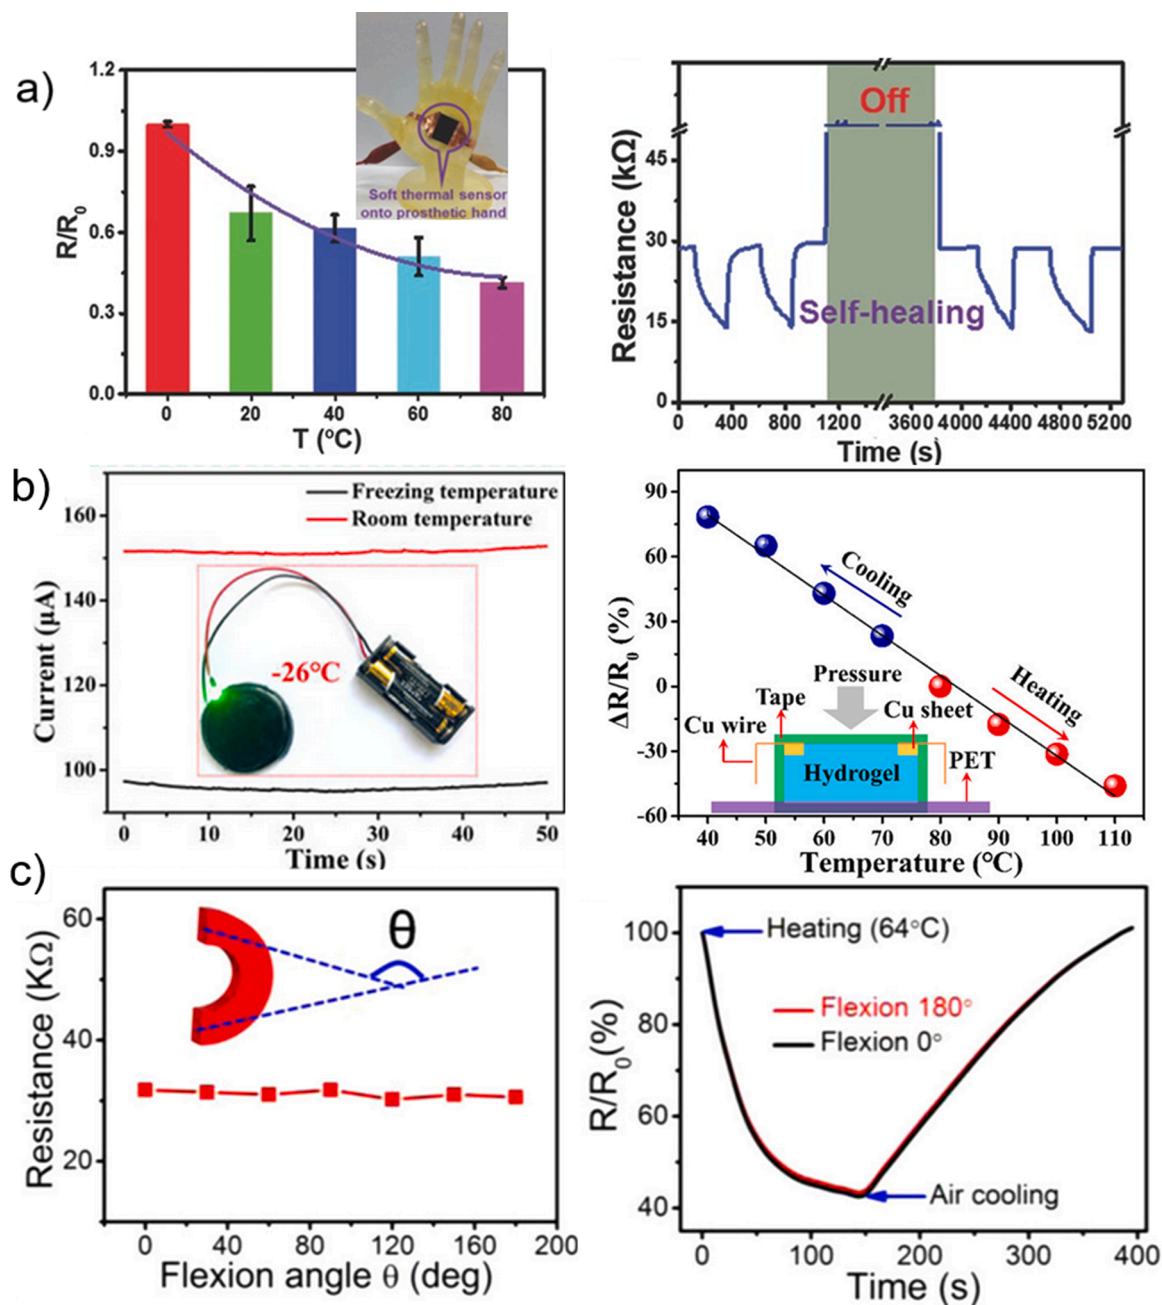 a)
1.2
0.9
0.6
0.3
0.0
R/R0
0 20 40 60 80
T (oC)
Soft thermal sensor
onto prosthetic hand
Off
Self-healing
45
30
15
0
Resistance (kΩ)
0 400 800 1200 3600 4000 4400 4800 5200
Time (s)
b)
160
140
120
100
Current (μA)
Freezing temperature
Room temperature
-26°C
0 10 20 30 40 50
Time (s)
90
60
30
0
-30
-60
ΔR/R0 (%)
Cooling
Heating
Pressure
Tape
Cu sheet
Cu wire
PET
Hydrogel
40 50 60 70 80 90 100 110
Temperature (°C)
c)
60
40
20
Resistance (KΩ)
θ
0 40 80 120 160 200
Flexion angle θ (deg)
100
80
60
40
R/R0(%)
Heating (64°C)
Flexion 180°
Flexion 0°
Air cooling
0 100 200 300 400
Time (s)